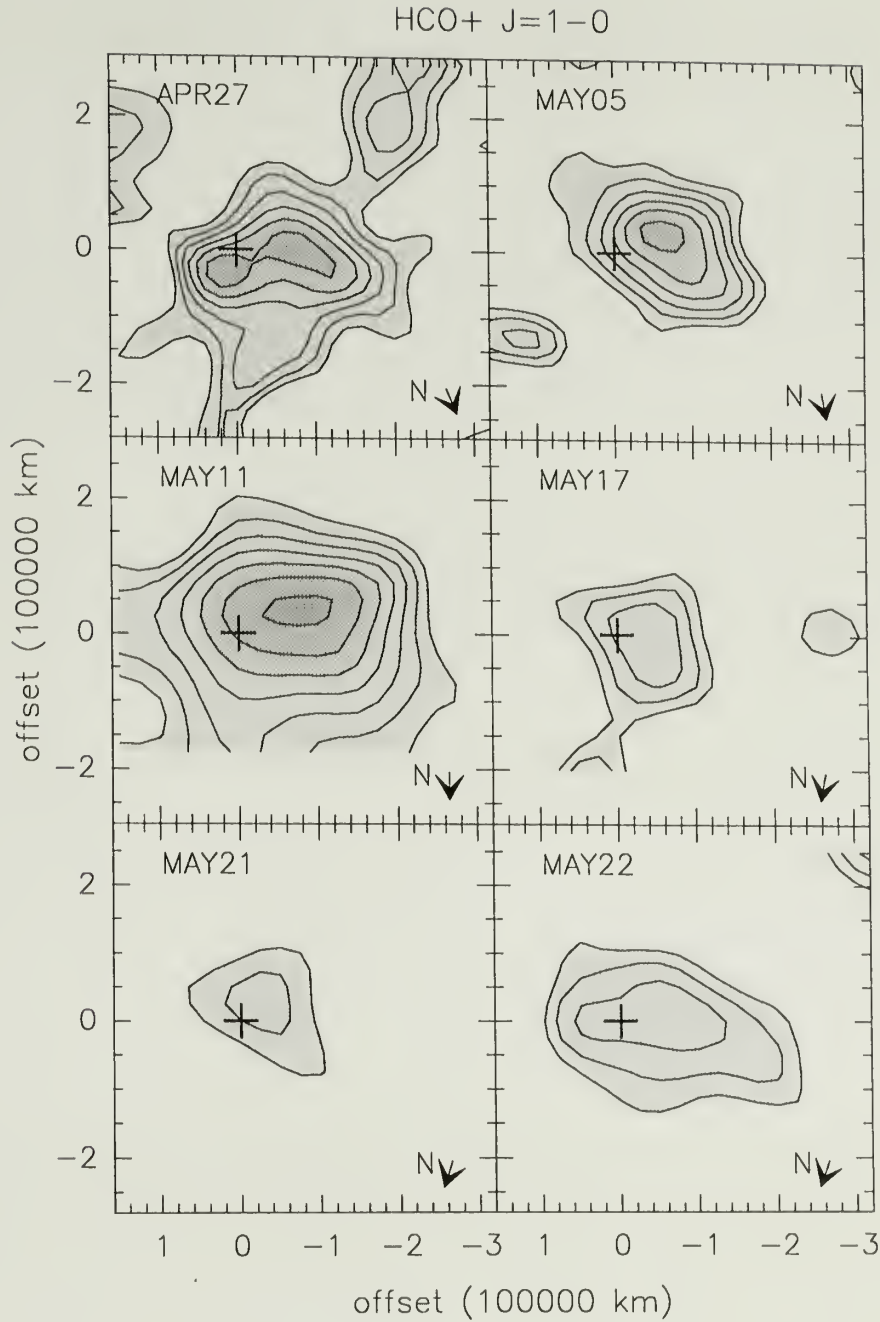 HCO+ J=1−0
APR27
MAY05
2
0
−2
N
N
MAY11
MAY17
2
0
−2
N
N
MAY21
MAY22
2
0
−2
N
N
1 0 −1 −2 −3
1 0 −1 −2 −3
offset (100000 km)
offset (100000 km)